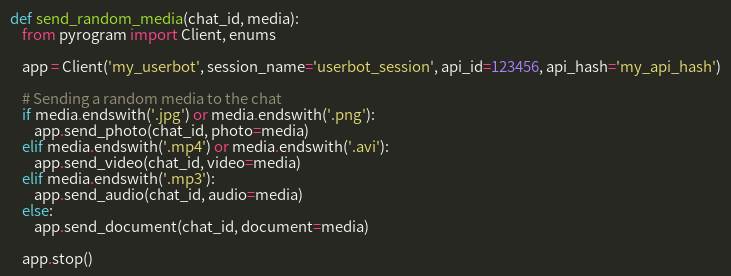 def send_random_media(chat_id, media):
from pyrogram import Client, enums
app = Client('my_userbot', session_name='userbot_session', api_id=123456, api_hash='my_api_hash')
# Sending a random media to the chat
if media.endswith('.jpg') or media.endswith('.png'):
app.send_photo(chat_id, photo=media)
elif media.endswith('.mp4') or media.endswith('.avi'):
app.send_video(chat_id, video=media)
elif media.endswith('.mp3'):
app.send_audio(chat_id, audio=media)
else:
app.send_document(chat_id, document=media)
app.stop()